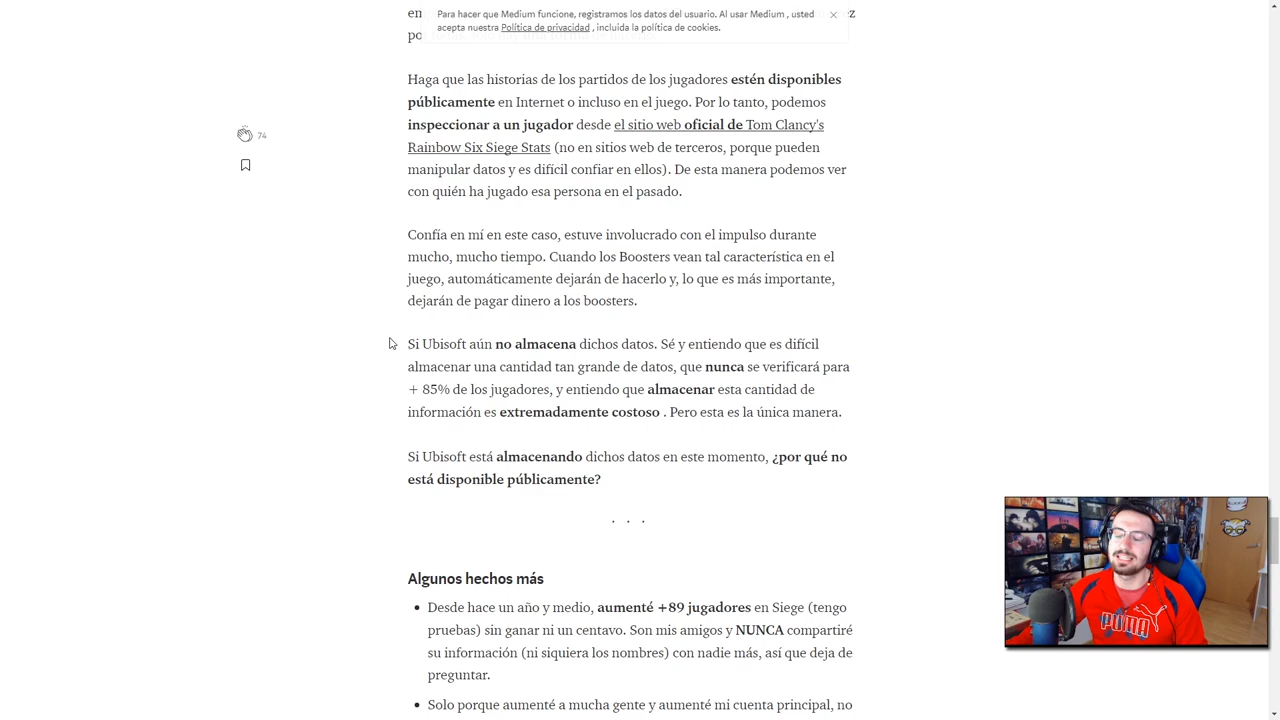 en
Para hacer que Medium funcione, registramos los datos del usuario. Al usar Medium , usted
acepta nuestra Política de privacidad , incluida la política de cookies.
ez
po
Haga que las historias de los partidos de los jugadores estén disponibles
públicamente en Internet o incluso en el juego. Por lo tanto, podemos
inspeccionar a un jugador desde el sitio web oficial de Tom Clancy's
Rainbow Six Siege Stats (no en sitios web de terceros, porque pueden
manipular datos y es difícil confiar en ellos). De esta manera podemos ver
con quién ha jugado esa persona en el pasado.
74
Confía en mí en este caso, estuve involucrado con el impulso durante
mucho, mucho tiempo. Cuando los Boosters vean tal característica en el
juego, automáticamente dejarán de hacerlo y, lo que es más importante,
dejarán de pagar dinero a los boosters.
Si Ubisoft aún no almacena dichos datos. Sé y entiendo que es difícil
almacenar una cantidad tan grande de datos, que nunca se verificará para
+ 85% de los jugadores, y entiendo que almacenar esta cantidad de
información es extremadamente costoso . Pero esta es la única manera.
Si Ubisoft está almacenando dichos datos en este momento, ¿por qué no
está disponible públicamente?
. . .
Algunos hechos más
• Desde hace un año y medio, aumenté +89 jugadores en Siege (tengo
pruebas) sin ganar ni un centavo. Son mis amigos y NUNCA compartiré
su información (ni siquiera los nombres) con nadie más, así que deja de
preguntar.
• Solo porque aumenté a mucha gente y aumenté mi cuenta principal, no
PUMA